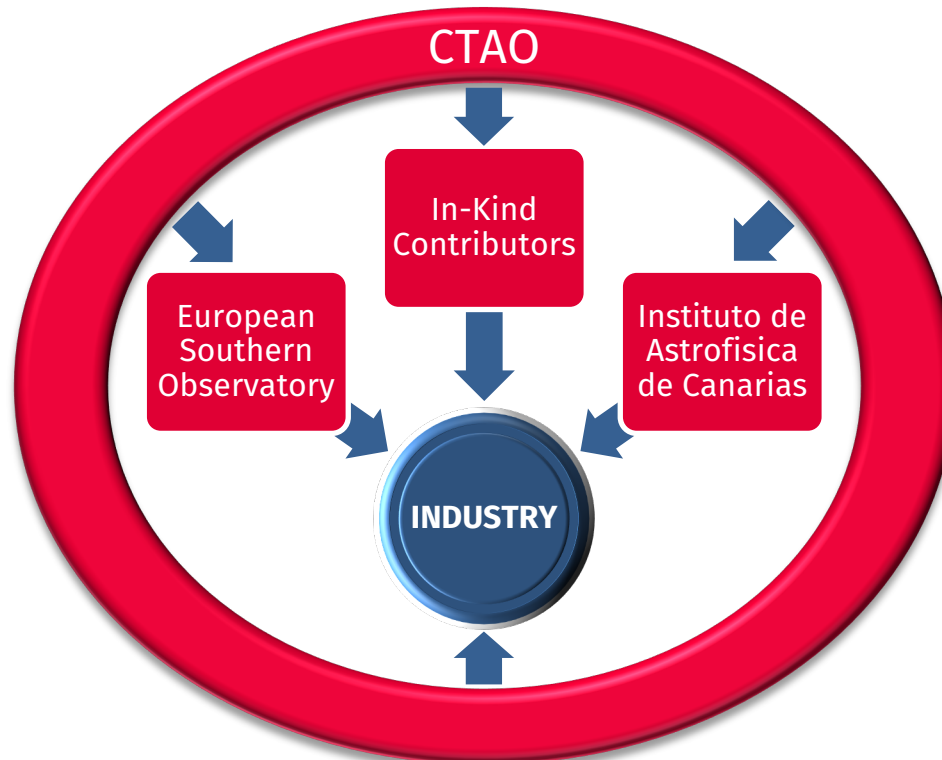 CTAO
In-Kind
Contributors
European
Southern
Observatory
Instituto de
Astrofisica
de Canarias
INDUSTRY